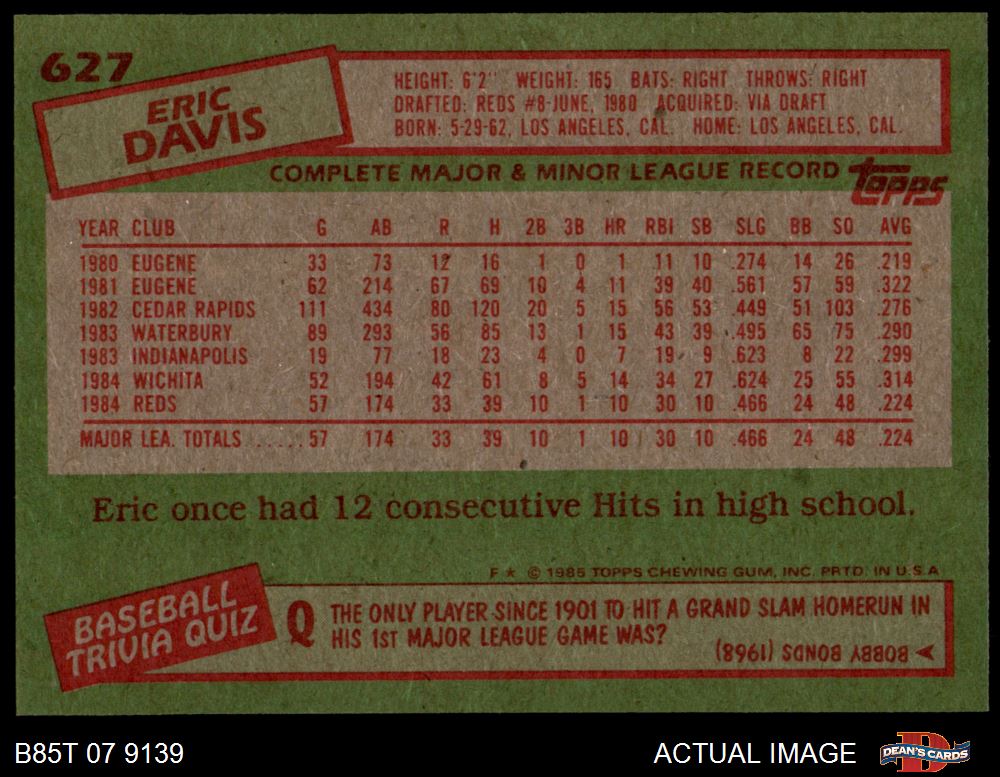 627
ERIC
DAVIS
HEIGHT: 6'2" WEIGHT: 165 BATS: RIGHT THROWS: RIGHT
DRAFTED: REDS #8-JUNE, 1980 ACQUIRED: VIA DRAFT
BORN: 5-29-62, LOS ANGELES, CAL. HOME: LOS ANGELES, CAL.
COMPLETE MAJOR & MINOR LEAGUE RECORD topps
YEAR CLUB G AB R H 2B 3B HR RBI SB SLG BB SO AVG
1980 EUGENE 33 73 12 16 1 0 1 11 10 .274 14 26 .219
1981 EUGENE 62 214 67 69 10 4 11 39 40 .561 57 59 .322
1982 CEDAR RAPIDS 111 434 80 120 20 5 15 56 53 .449 51 103 .276
1983 WATERBURY 89 293 56 85 13 1 15 43 39 .495 65 75 .290
1983 INDIANAPOLIS 19 77 18 23 4 0 7 19 9 .623 8 22 .299
1984 WICHITA 52 194 42 61 8 5 14 34 27 .624 25 55 .314
1984 REDS 57 174 33 39 10 1 10 30 10 .466 24 48 .224
MAJOR LEA. TOTALS ......57 174 33 39 10 1 10 30 10 .466 24 48 .224
Eric once had 12 consecutive Hits in high school.
F ★ © 1985 TOPPS CHEWING GUM, INC. PRTD. IN U.S.A
BASEBALL
TRIVIA QUIZ
Q THE ONLY PLAYER SINCE 1901 TO HIT A GRAND SLAM HOMERUN IN
HIS 1ST MAJOR LEAGUE GAME WAS?
BOBBY BONDS (1968)
B85T 07 9139
ACTUAL IMAGE
D
DEAN'S CARDS